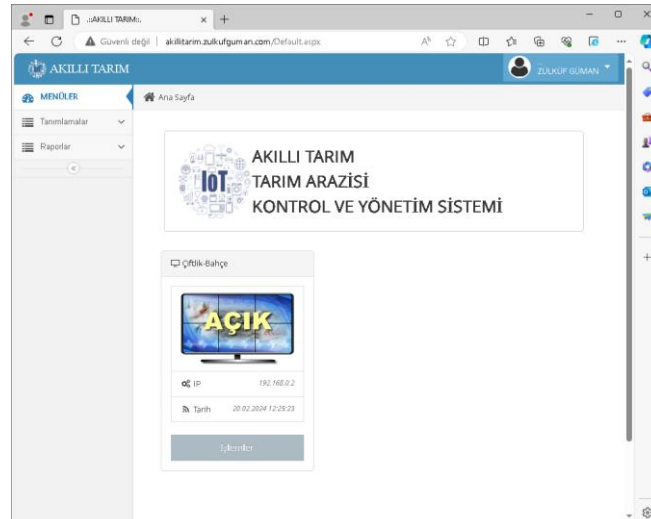 .::AKILLI TARIM::.
Güvenli değil | akillitarim.zulkufguman.com/Default.aspx
AKILLI TARIM
ZÜLKÜF GÜMAN
MENÜLER
Ana Sayfa
Tanımlamalar
Raporlar
IoT
AKILLI TARIM
TARIM ARAZİSİ
KONTROL VE YÖNETİM SİSTEMİ
Çiftlik-Bahçe
AÇIK
IP 192.168.0.2
Tarih 20.02.2024 12:29:23
İşlemler